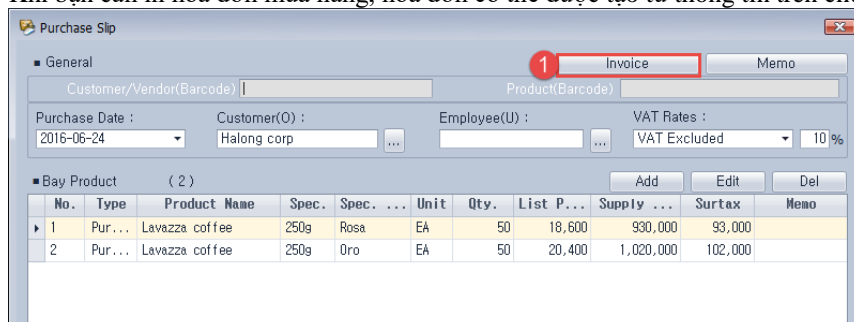 Purchase Slip
■ General 1 Invoice Memo
Customer/Vendor(Barcode) Product(Barcode)
Purchase Date : Customer(O) : Employee(U) : VAT Rates :
2016-06-24 Halong corp ... ... VAT Excluded 10 %
■ Bay Product ( 2 ) Add Edit Del
No. Type Product Name Spec. Spec. ... Unit Qty. List P... Supply ... Surtax Memo
1 Pur... Lavazza coffee 250g Rosa EA 50 18,600 930,000 93,000
2 Pur... Lavazza coffee 250g Oro EA 50 20,400 1,020,000 102,000